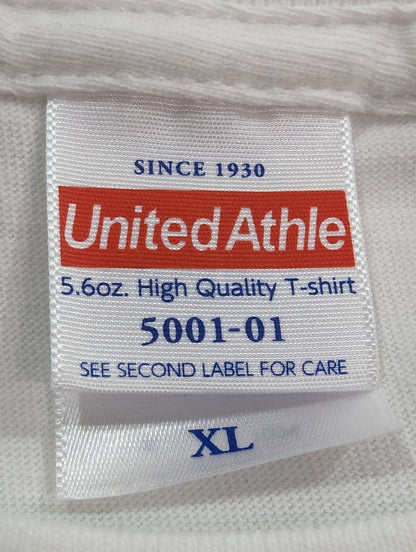 SINCE 1930
United Athle
5.6oz. High Quality T-shirt
5001-01
SEE SECOND LABEL FOR CARE
XL